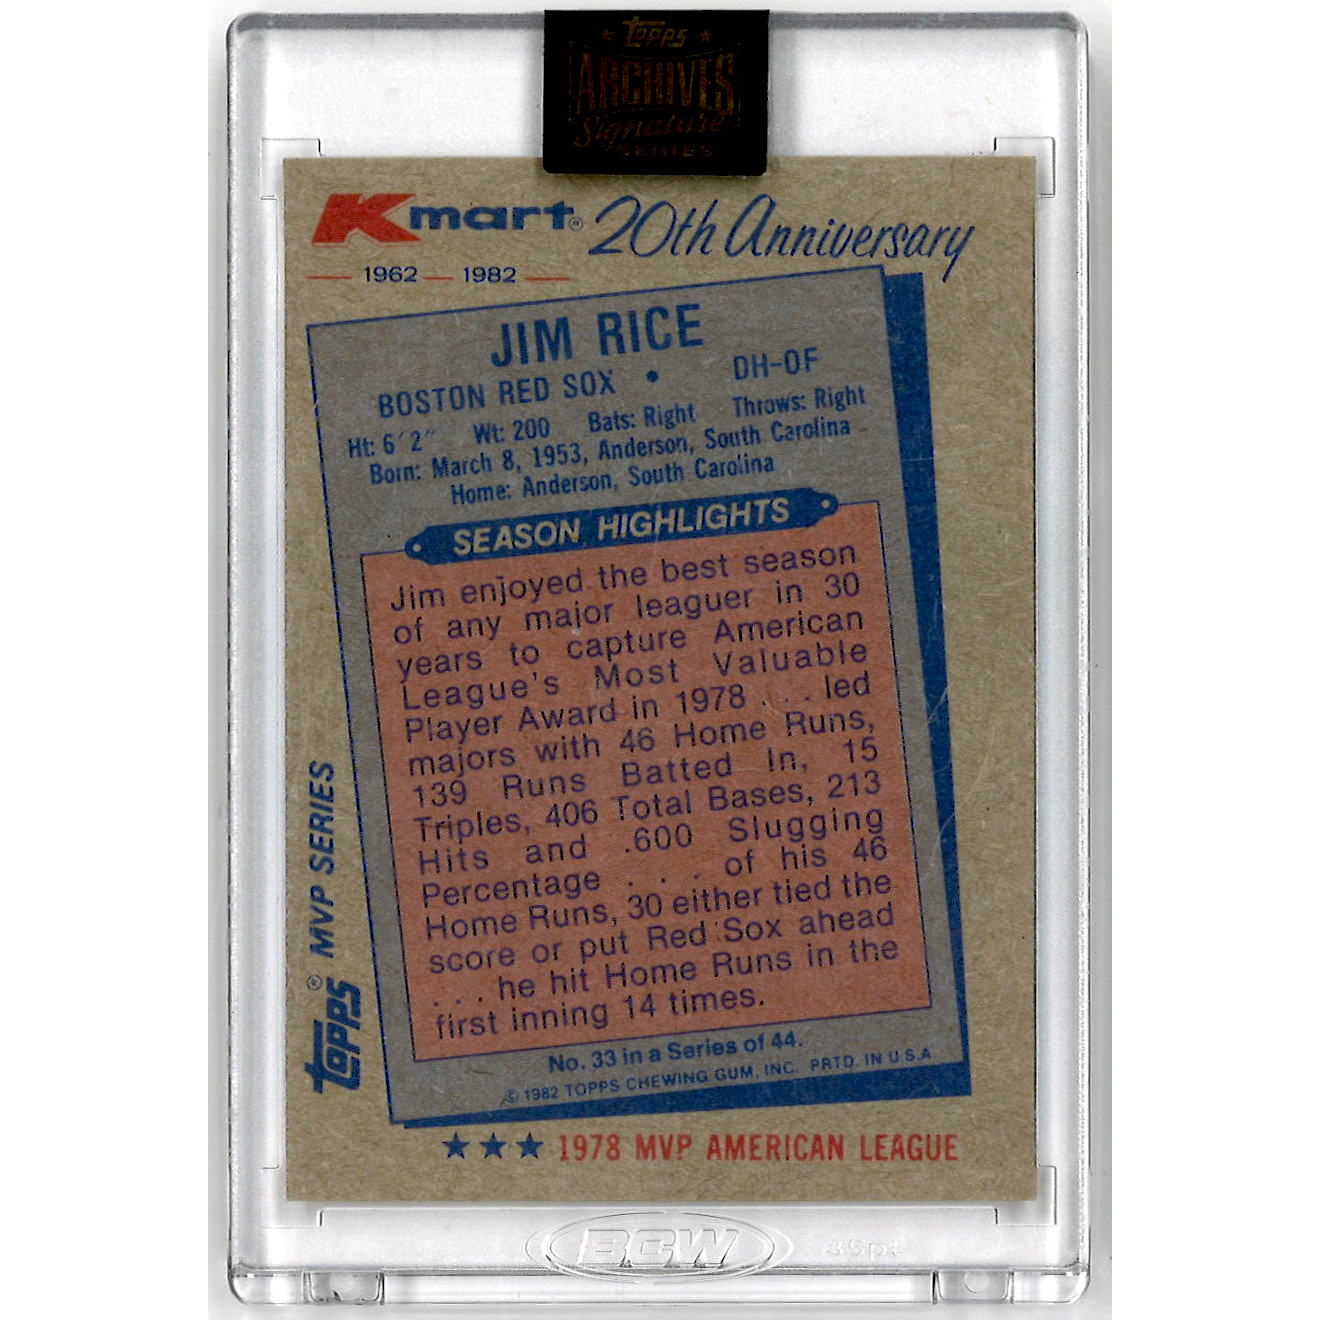 Topps
ARCHIVES
Signature
SERIES
Kmart® 20th Anniversary
1962 — 1982
JIM RICE
BOSTON RED SOX • DH-OF
Ht: 6′2″ Wt: 200 Bats: Right Throws: Right
Born: March 8, 1953, Anderson, South Carolina
Home: Anderson, South Carolina
SEASON HIGHLIGHTS
Jim enjoyed the best season
of any major leaguer in 30
years to capture American
League's Most Valuable
Player Award in 1978 . . . led
majors with 46 Home Runs,
139 Runs Batted In, 15
Triples, 406 Total Bases, 213
Hits and .600 Slugging
Percentage . . . of his 46
Home Runs, 30 either tied the
score or put Red Sox ahead
. . . he hit Home Runs in the
first inning 14 times.
No. 33 in a Series of 44.
© 1982 TOPPS CHEWING GUM, INC. PRTD. IN U.S.A.
Topps® MVP SERIES
★★★ 1978 MVP AMERICAN LEAGUE
BCW 35pt